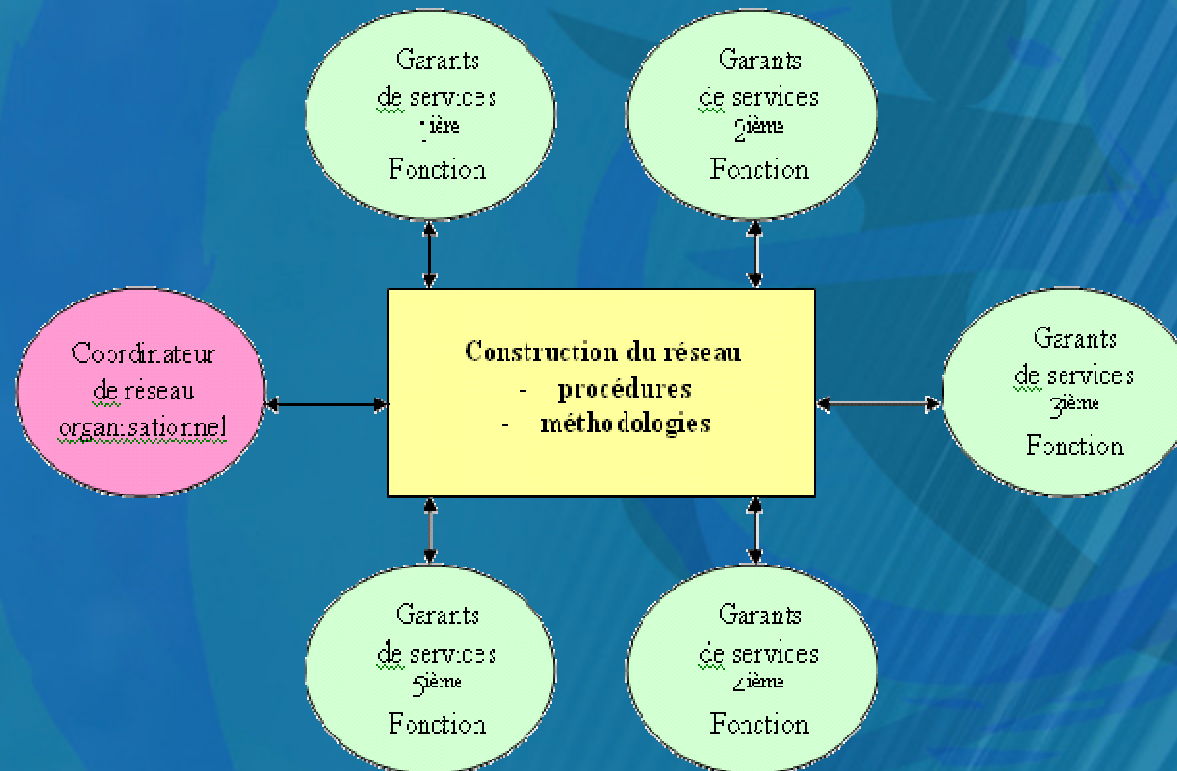 Garants
de services
1ière
Fonction
Garants
de services
2ième
Fonction
Coordinateur
de réseau
organisationnel
Construction du réseau
- procédures
- méthodologies
Garants
de services
3ième
Fonction
Garants
de services
5ième
Fonction
Garants
de services
4ième
Fonction